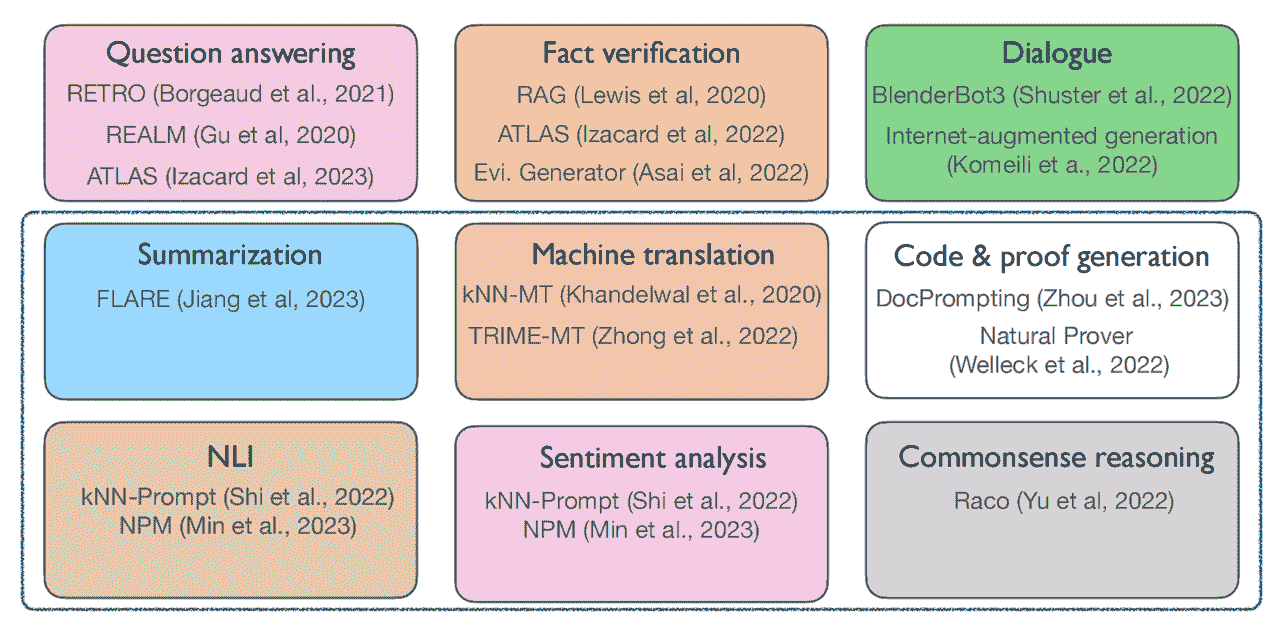 Question answering
RETRO (Borgeaud et al., 2021)
REALM (Gu et al, 2020)
ATLAS (Izacard et al, 2023)
Fact verification
RAG (Lewis et al, 2020)
ATLAS (Izacard et al, 2022)
Evi. Generator (Asai et al, 2022)
Dialogue
BlenderBot3 (Shuster et al., 2022)
Internet-augmented generation
(Komeili et a., 2022)
Summarization
FLARE (Jiang et al, 2023)
Machine translation
kNN-MT (Khandelwal et al., 2020)
TRIME-MT (Zhong et al., 2022)
Code & proof generation
DocPrompting (Zhou et al., 2023)
Natural Prover
(Welleck et al., 2022)
NLI
kNN-Prompt (Shi et al., 2022)
NPM (Min et al., 2023)
Sentiment analysis
kNN-Prompt (Shi et al., 2022)
NPM (Min et al., 2023)
Commonsense reasoning
Raco (Yu et al, 2022)